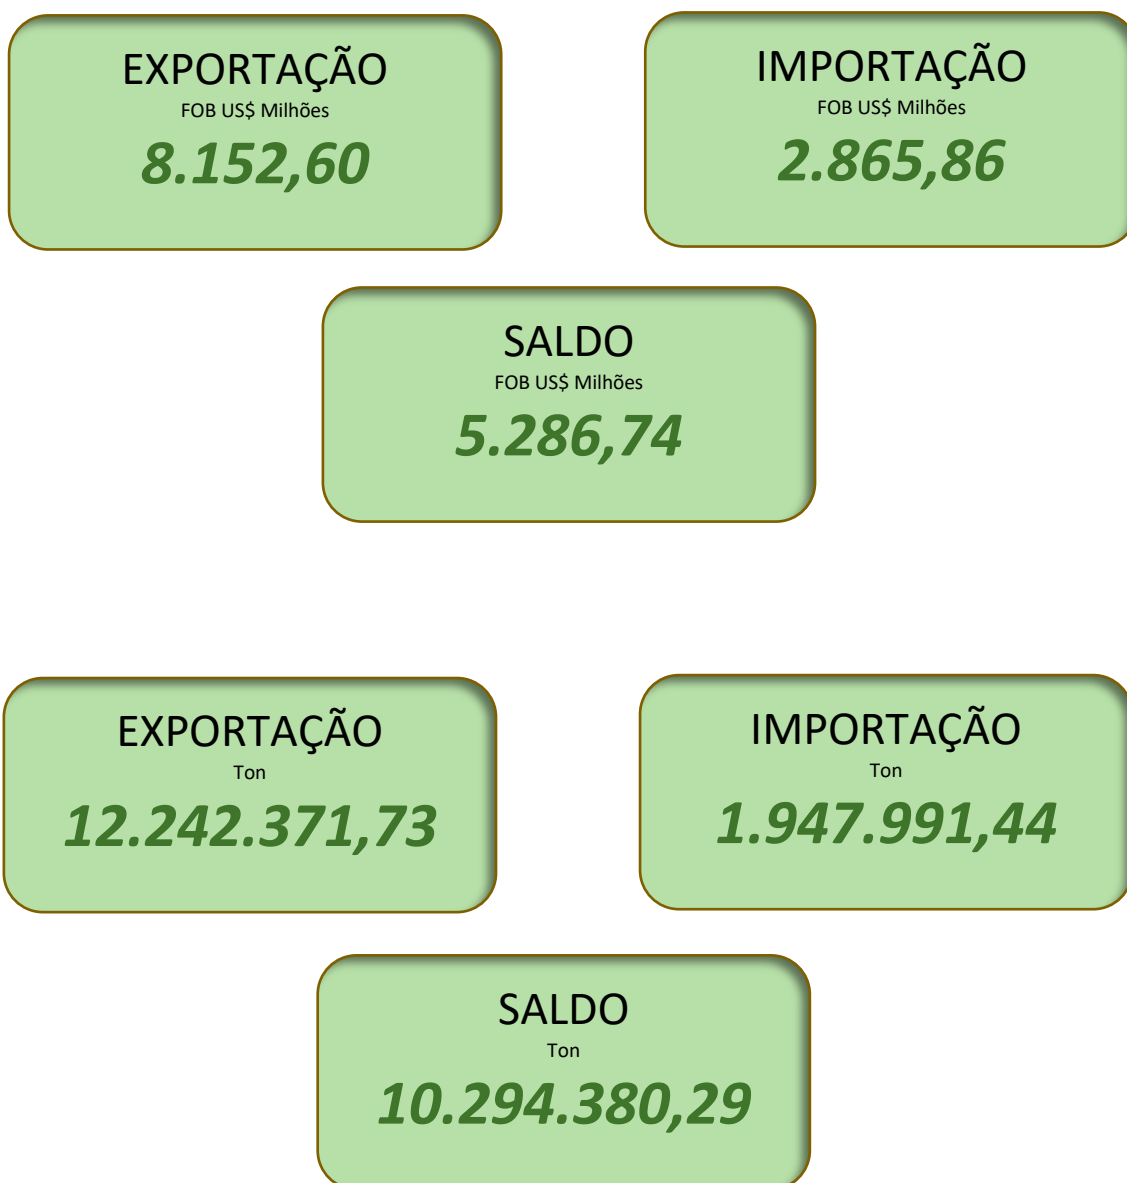 EXPORTAÇÃO
FOB US$ Milhões
8.152,60
IMPORTAÇÃO
FOB US$ Milhões
2.865,86
SALDO
FOB US$ Milhões
5.286,74
EXPORTAÇÃO
Ton
12.242.371,73
IMPORTAÇÃO
Ton
1.947.991,44
SALDO
Ton
10.294.380,29